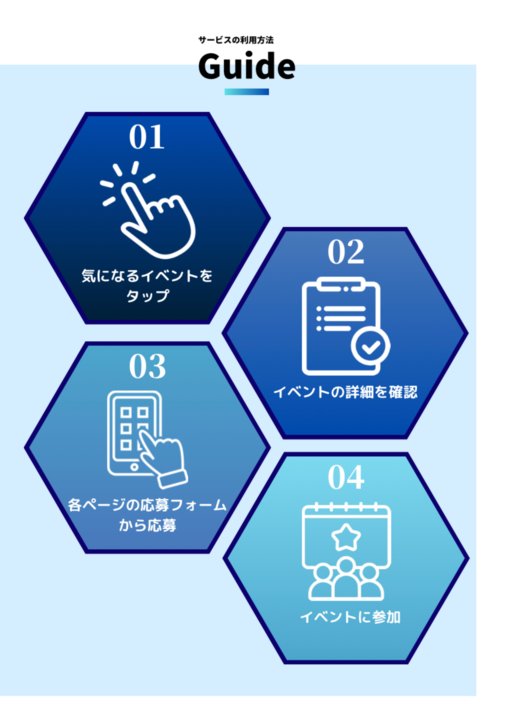 サービスの利用方法
Guide
01
気になるイベントを
タップ
02
イベントの詳細を確認
03
各ページの応募フォーム
から応募
04
イベントに参加